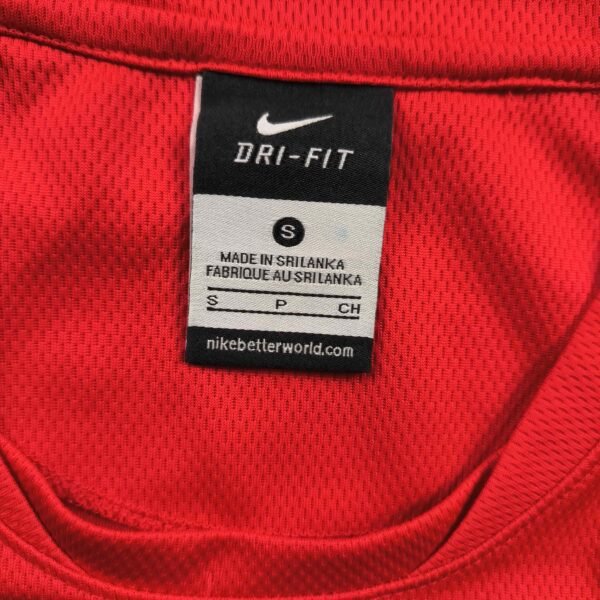 DRI-FIT
S
MADE IN SRI LANKA
FABRIQUE AU SRI LANKA
S P CH
nikebetterworld.com